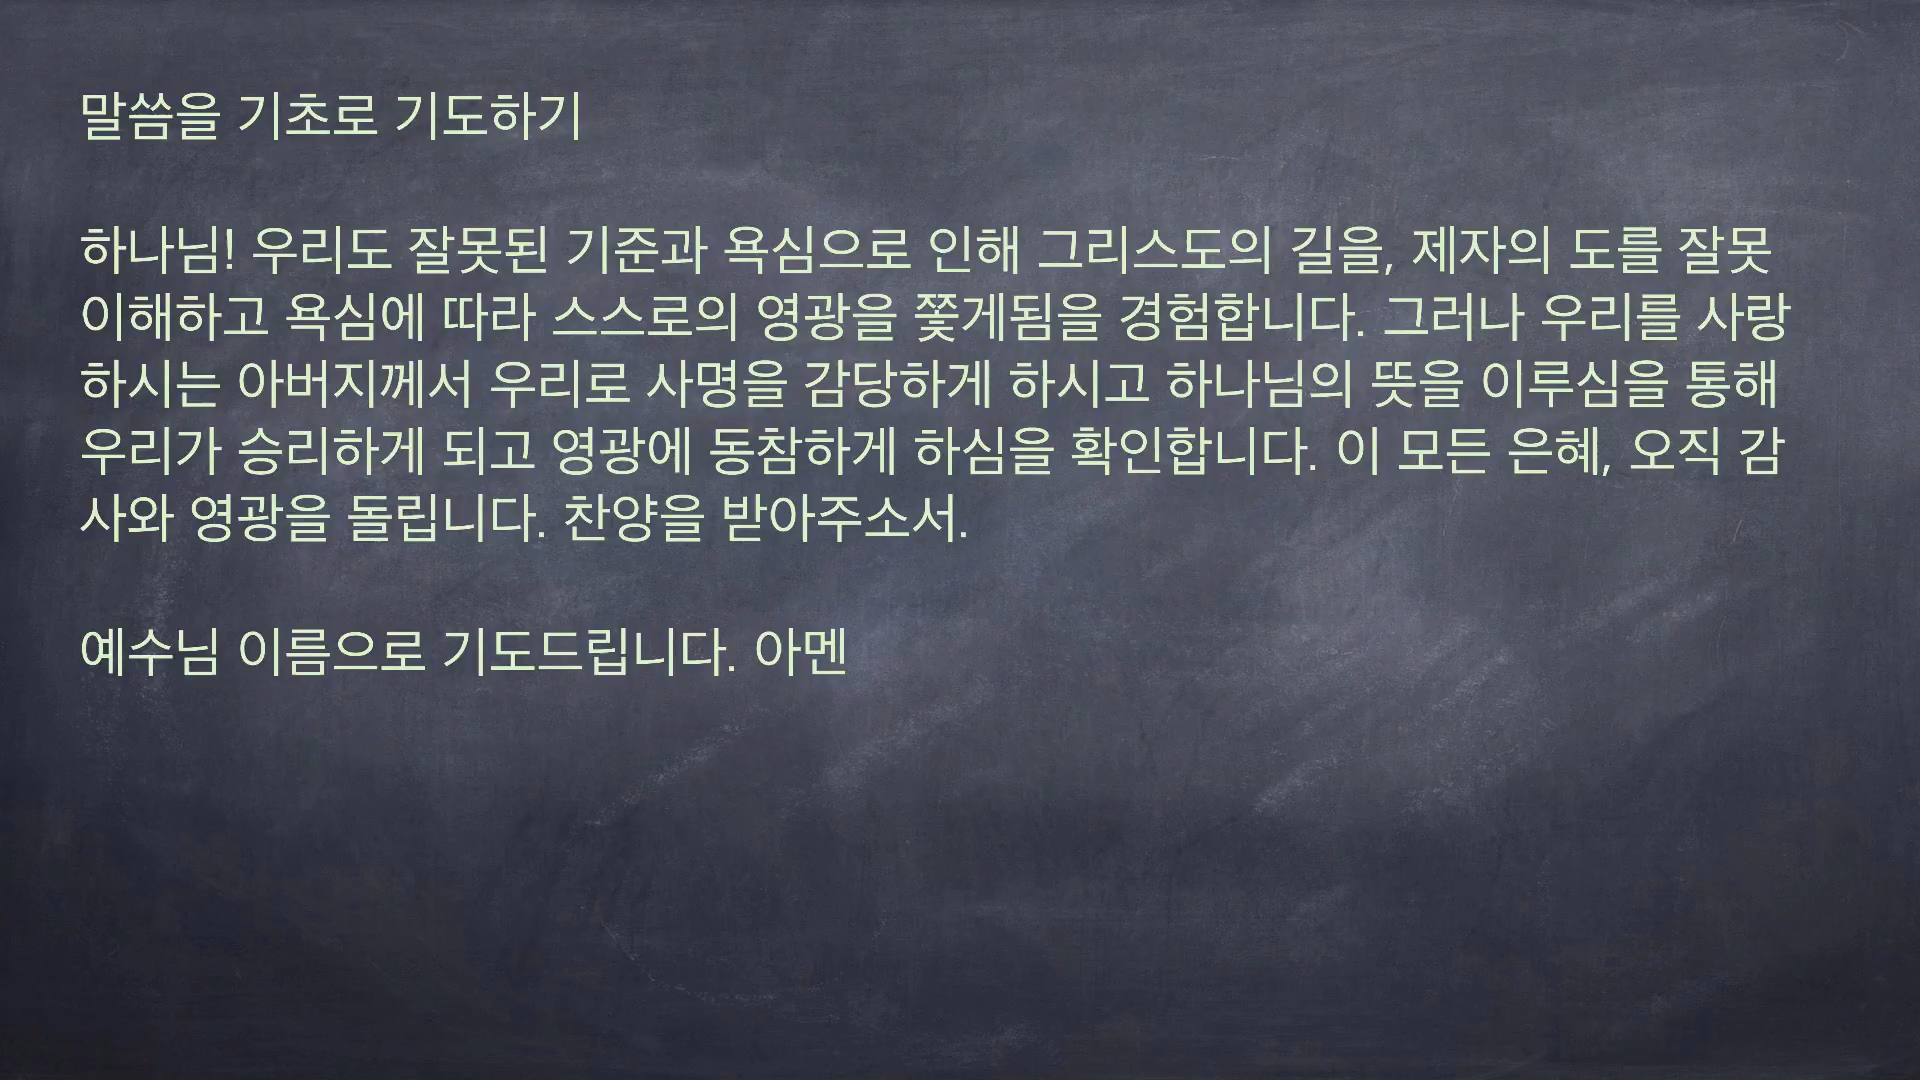 말씀을 기초로 기도하기
하나님! 우리도 잘못된 기준과 욕심으로 인해 그리스도의 길을, 제자의 도를 잘못
이해하고 욕심에 따라 스스로의 영광을 쫓게됨을 경험합니다. 그러나 우리를 사랑
하시는 아버지께서 우리로 사명을 감당하게 하시고 하나님의 뜻을 이루심을 통해
우리가 승리하게 되고 영광에 동참하게 하심을 확인합니다. 이 모든 은혜, 오직 감
사와 영광을 돌립니다. 찬양을 받아주소서.
예수님 이름으로 기도드립니다. 아멘